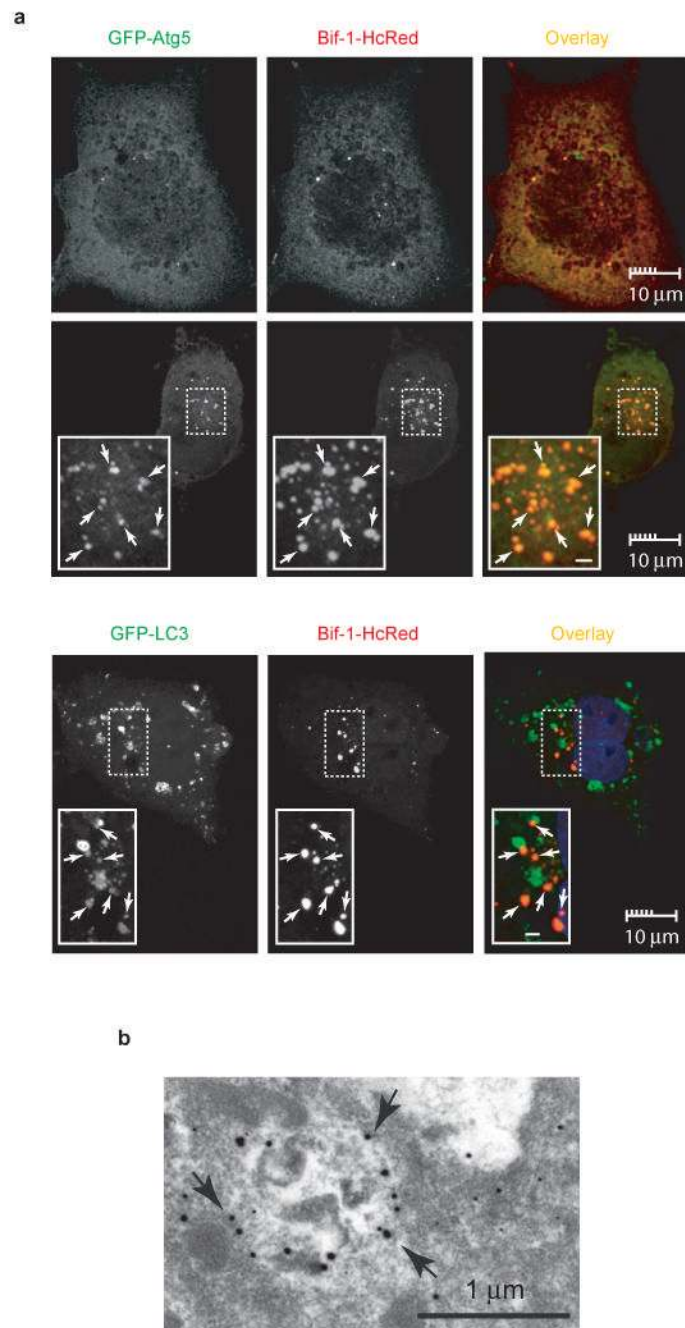 a
GFP-Atg5 Bif-1-HcRed Overlay
10 μm
10 μm
GFP-LC3 Bif-1-HcRed Overlay
10 μm
b
1 μm